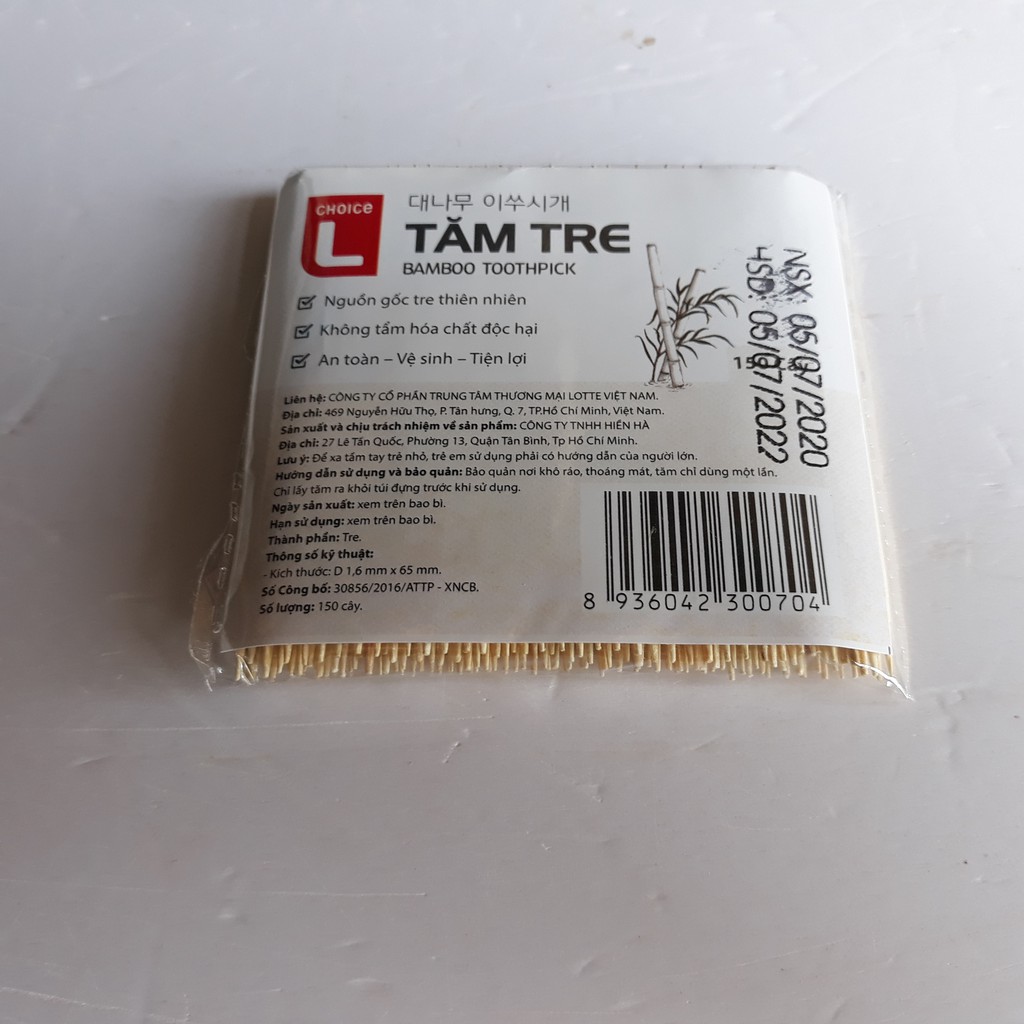 CHOICE
L
대나무 이쑤시개
TĂM TRE
BAMBOO TOOTHPICK
Nguồn gốc tre thiên nhiên
Không tẩm hóa chất độc hại
An toàn – Vệ sinh – Tiện lợi
NSX: 05/07/2020
HSD: 05/07/2022
Liên hệ: CÔNG TY CỔ PHẦN TRUNG TÂM THƯƠNG MẠI LOTTE VIỆT NAM.
Địa chỉ: 469 Nguyễn Hữu Thọ, P. Tân hưng, Q. 7, TP.Hồ Chí Minh, Việt Nam.
Sản xuất và chịu trách nhiệm về sản phẩm: CÔNG TY TNHH HIỀN HÀ
Địa chỉ: 27 Lê Tấn Quốc, Phường 13, Quận Tân Bình, Tp Hồ Chí Minh.
Lưu ý: Để xa tầm tay trẻ nhỏ, trẻ em sử dụng phải có hướng dẫn của người lớn.
Hướng dẫn sử dụng và bảo quản: Bảo quản nơi khô ráo, thoáng mát, tăm chỉ dùng một lần.
Chỉ lấy tăm ra khỏi túi đựng trước khi sử dụng.
Ngày sản xuất: xem trên bao bì.
Hạn sử dụng: xem trên bao bì.
Thành phần: Tre.
Thông số kỹ thuật:
- Kích thước: D 1,6 mm x 65 mm.
Số Công bố: 30856/2016/ATTP - XNCB.
Số lượng: 150 cây.
8 936042 300704